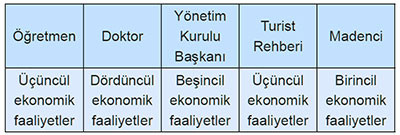 Öğretmen
Doktor
Yönetim
Kurulu
Başkanı
Turist
Rehberi
Madenci
Üçüncül
ekonomik
faaliyetler
Dördüncül
ekonomik
faaliyetler
Beşincil
ekonomik
faaliyetler
Üçüncül
ekonomik
faaliyetler
Birincil
ekonomik
faaliyetler